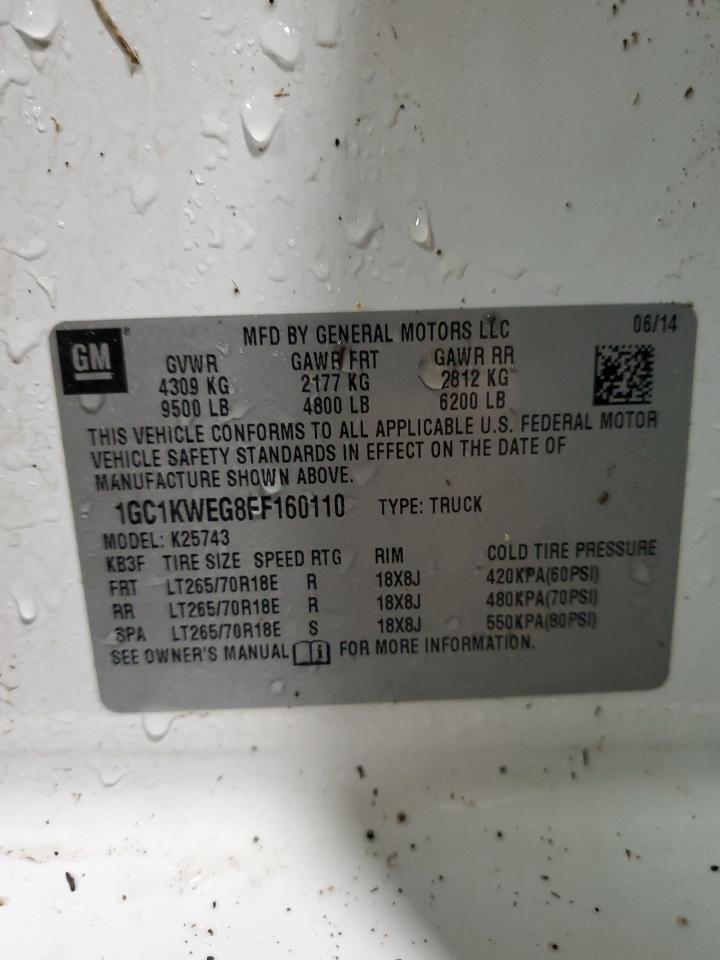 GM ® MFD BY GENERAL MOTORS LLC 06/14
GVWR GAWR FRT GAWR RR
4309 KG 2177 KG 2812 KG
9500 LB 4800 LB 6200 LB
THIS VEHICLE CONFORMS TO ALL APPLICABLE U.S. FEDERAL MOTOR
VEHICLE SAFETY STANDARDS IN EFFECT ON THE DATE OF
MANUFACTURE SHOWN ABOVE.
1GC1KWEG8FF160110 TYPE: TRUCK
MODEL: K25743
KB3F TIRE SIZE SPEED RTG RIM COLD TIRE PRESSURE
FRT LT265/70R18E R 18X8J 420KPA(60PSI)
RR LT265/70R18E R 18X8J 480KPA(70PSI)
SPA LT265/70R18E S 18X8J 550KPA(80PSI)
SEE OWNER'S MANUAL FOR MORE INFORMATION.